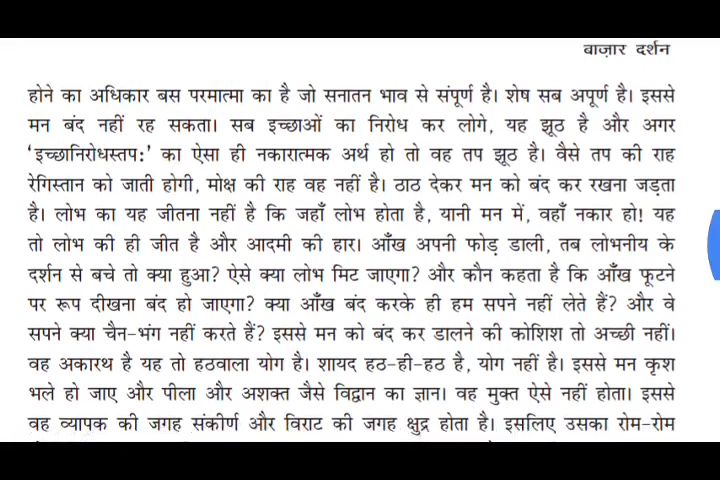 बाज़ार दर्शन
होने का अधिकार बस परमात्मा का है जो सनातन भाव से संपूर्ण है। शेष सब अपूर्ण है। इससे
मन बंद नहीं रह सकता। सब इच्छाओं का निरोध कर लोगे, यह झूठ है और अगर
‘इच्छानिरोधस्तप:’ का ऐसा ही नकारात्मक अर्थ हो तो वह तप झूठ है। वैसे तप की राह
रेगिस्तान को जाती होगी, मोक्ष की राह वह नहीं है। ठाठ देकर मन को बंद कर रखना जड़ता
है। लोभ का यह जीतना नहीं है कि जहाँ लोभ होता है, यानी मन में, वहाँ नकार हो! यह
तो लोभ की ही जीत है और आदमी की हार। आँख अपनी फोड़ डाली, तब लोभनीय के
दर्शन से बचे तो क्या हुआ? ऐसे क्या लोभ मिट जाएगा? और कौन कहता है कि आँख फूटने
पर रूप दीखना बंद हो जाएगा? क्या आँख बंद करके ही हम सपने नहीं लेते हैं? और वे
सपने क्या चैन-भंग नहीं करते हैं? इससे मन को बंद कर डालने की कोशिश तो अच्छी नहीं।
वह अकारथ है यह तो हठवाला योग है। शायद हठ-ही-हठ है, योग नहीं है। इससे मन कृश
भले हो जाए और पीला और अशक्त जैसे विद्वान का ज्ञान। वह मुक्त ऐसे नहीं होता। इससे
वह व्यापक की जगह संकीर्ण और विराट की जगह क्षुद्र होता है। इसलिए उसका रोम-रोम